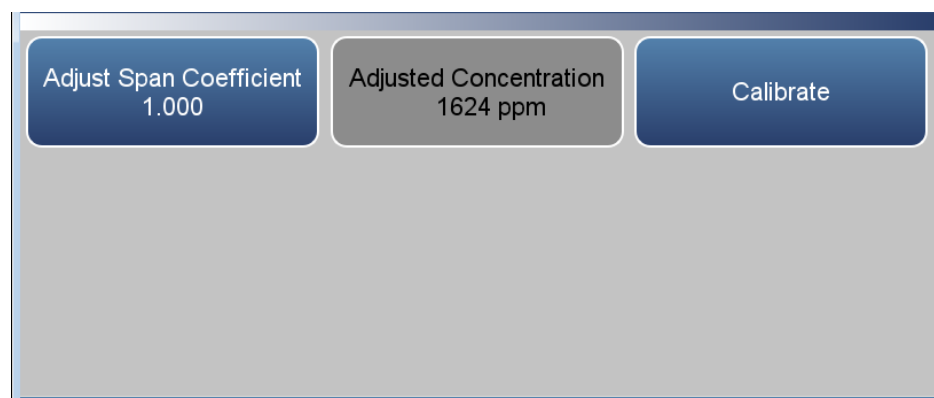 Adjust Span Coefficient
1.000
Adjusted Concentration
1624 ppm
Calibrate